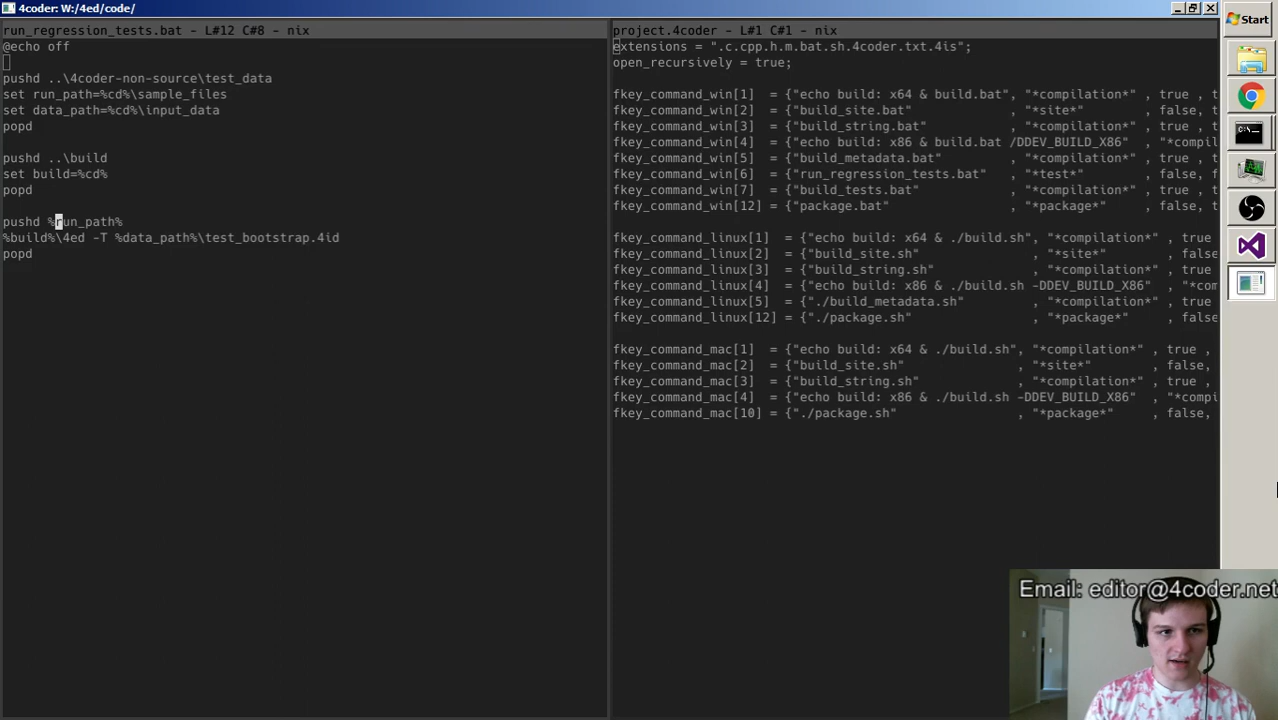 4coder: W:/4ed/code/
run_regression_tests.bat - L#12 C#8 - nix
@echo off
pushd ..\4coder-non-source\test_data
set run_path=%cd%\sample_files
set data_path=%cd%\input_data
popd
pushd ..\build
set build=%cd%
popd
pushd %run_path%
%build%\4ed -T %data_path%\test_bootstrap.4id
popd
project.4coder - L#1 C#1 - nix
extensions = ".c.cpp.h.m.bat.sh.4coder.txt.4is";
open_recursively = true;
fkey_command_win[1]  = {"echo build: x64 & build.bat", "*compilation*" , true , t
fkey_command_win[2]  = {"build_site.bat"             , "*site*"        , false, t
fkey_command_win[3]  = {"build_string.bat"           , "*compilation*" , true , t
fkey_command_win[4]  = {"echo build: x86 & build.bat /DDEV_BUILD_X86"  , "*compil
fkey_command_win[5]  = {"build_metadata.bat"         , "*compilation*" , true , t
fkey_command_win[6]  = {"run_regression_tests.bat"   , "*test*"        , false, t
fkey_command_win[7]  = {"build_tests.bat"            , "*compilation*" , true , t
fkey_command_win[12] = {"package.bat"                , "*package*"     , false, t
fkey_command_linux[1]  = {"echo build: x64 & ./build.sh", "*compilation*" , true
fkey_command_linux[2]  = {"build_site.sh"             , "*site*"        , false,
fkey_command_linux[3]  = {"build_string.sh"           , "*compilation*" , true
fkey_command_linux[4]  = {"echo build: x86 & ./build.sh -DDEV_BUILD_X86"  , "*com
fkey_command_linux[5]  = {"./build_metadata.sh"       , "*compilation*" , true
fkey_command_linux[12] = {"./package.sh"              , "*package*"     , false
fkey_command_mac[1]  = {"echo build: x64 & ./build.sh", "*compilation*" , true ,
fkey_command_mac[2]  = {"build_site.sh"              , "*site*"        , false,
fkey_command_mac[3]  = {"build_string.sh"            , "*compilation*" , true ,
fkey_command_mac[4]  = {"echo build: x86 & ./build.sh -DDEV_BUILD_X86"  , "*compi
fkey_command_mac[10] = {"./package.sh"               , "*package*"     , false,
Start
Email: editor@4coder.net